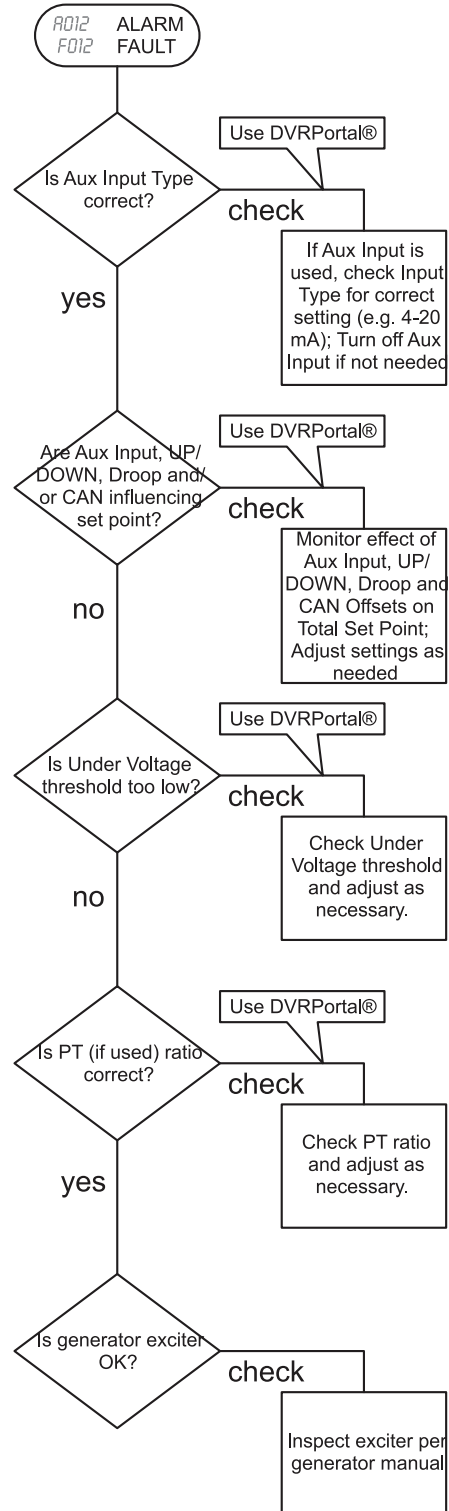 A012 ALARM
F012 FAULT
Use DVRPortal®
Is Aux Input Type
correct?
check
If Aux Input is
used, check Input
Type for correct
setting (e.g. 4-20
mA); Turn off Aux
Input if not needed
yes
Use DVRPortal®
Are Aux Input, UP/
DOWN, Droop and/
or CAN influencing
set point?
check
Monitor effect of
Aux Input, UP/
DOWN, Droop and
CAN Offsets on
Total Set Point;
Adjust settings as
needed
no
Use DVRPortal®
Is Under Voltage
threshold too low?
check
Check Under
Voltage threshold
and adjust as
necessary.
no
Use DVRPortal®
Is PT (if used) ratio
correct?
check
Check PT ratio
and adjust as
necessary.
yes
Is generator exciter
OK?
check
Inspect exciter per
generator manual